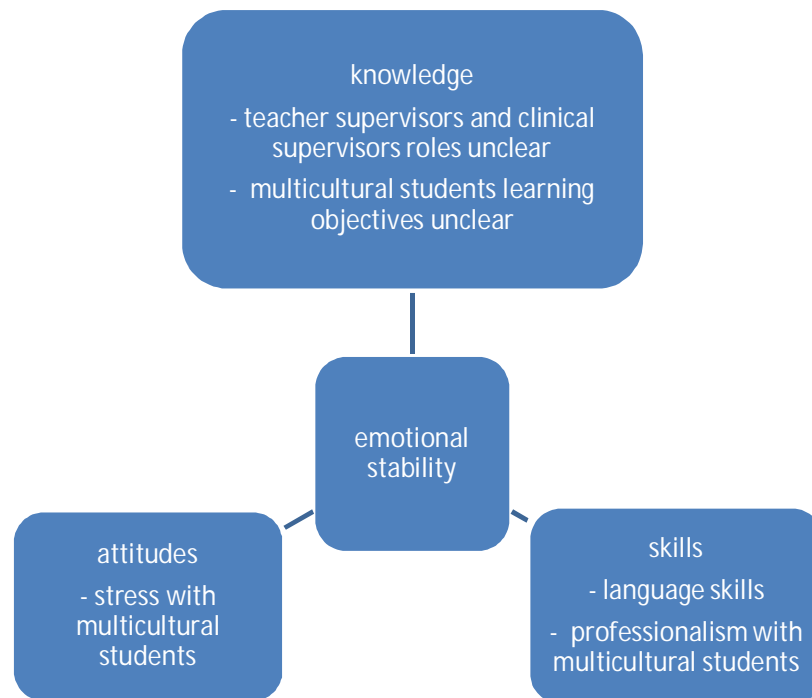 knowledge
- teacher supervisors and clinical
supervisors roles unclear
- multicultural students learning
objectives unclear
emotional
stability
attitudes
- stress with
multicultural
students
skills
- language skills
- professionalism with
multicultural students